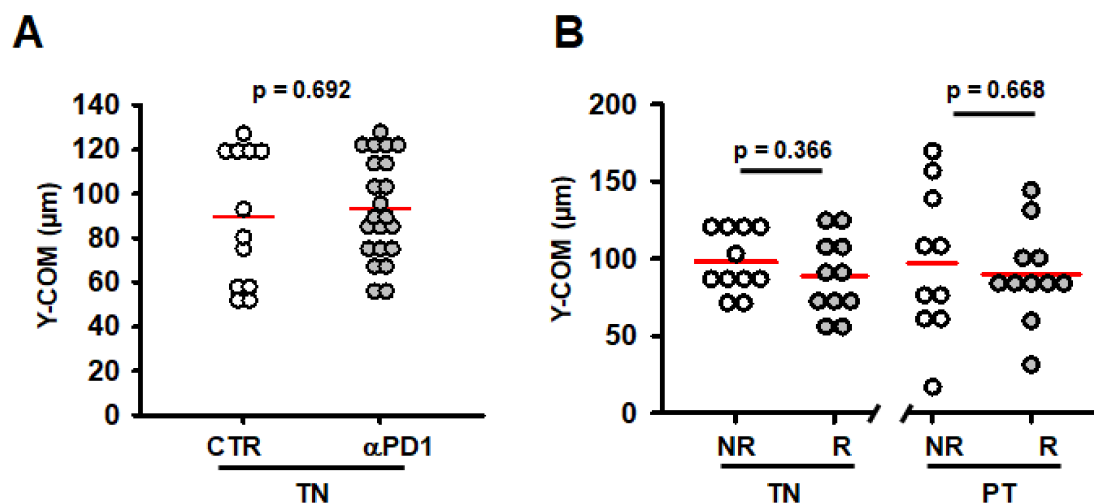 A
p = 0.692
140
120
100
80
60
40
20
0
Y-COM (µm)
CTR αPD1
TN
B
p = 0.668
p = 0.366
200
150
100
50
0
Y-COM (µm)
NR R NR R
TN PT